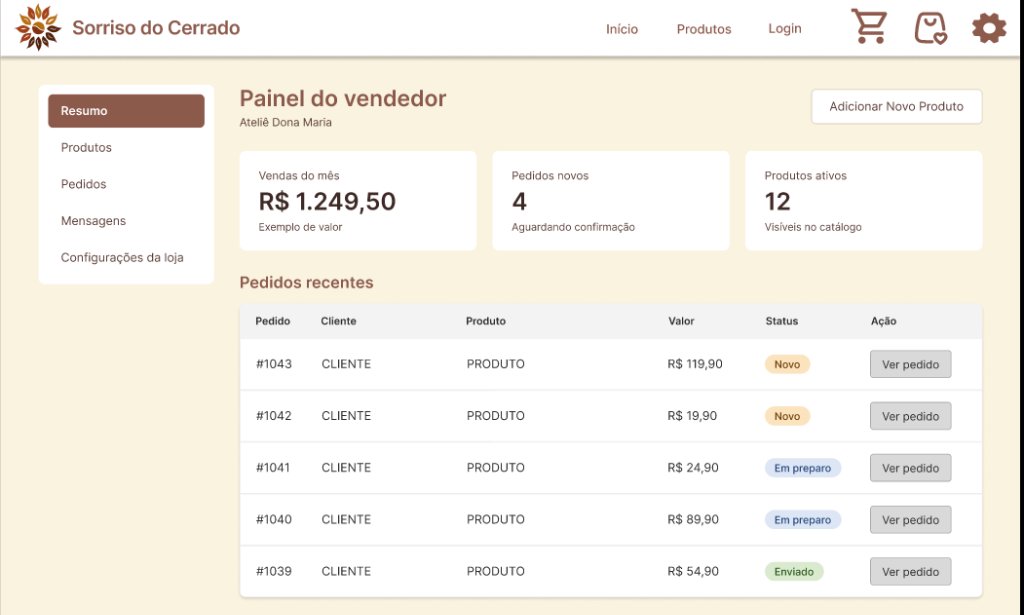 Sorriso do Cerrado
Início
Produtos
Login
Resumo
Produtos
Pedidos
Mensagens
Configurações da loja
Painel do vendedor
Ateliê Dona Maria
Adicionar Novo Produto
Vendas do mês
R$ 1.249,50
Exemplo de valor
Pedidos novos
4
Aguardando confirmação
Produtos ativos
12
Visíveis no catálogo
Pedidos recentes
Pedido Cliente Produto Valor Status Ação
#1043 CLIENTE PRODUTO R$ 119,90 Novo Ver pedido
#1042 CLIENTE PRODUTO R$ 19,90 Novo Ver pedido
#1041 CLIENTE PRODUTO R$ 24,90 Em preparo Ver pedido
#1040 CLIENTE PRODUTO R$ 89,90 Em preparo Ver pedido
#1039 CLIENTE PRODUTO R$ 54,90 Enviado Ver pedido